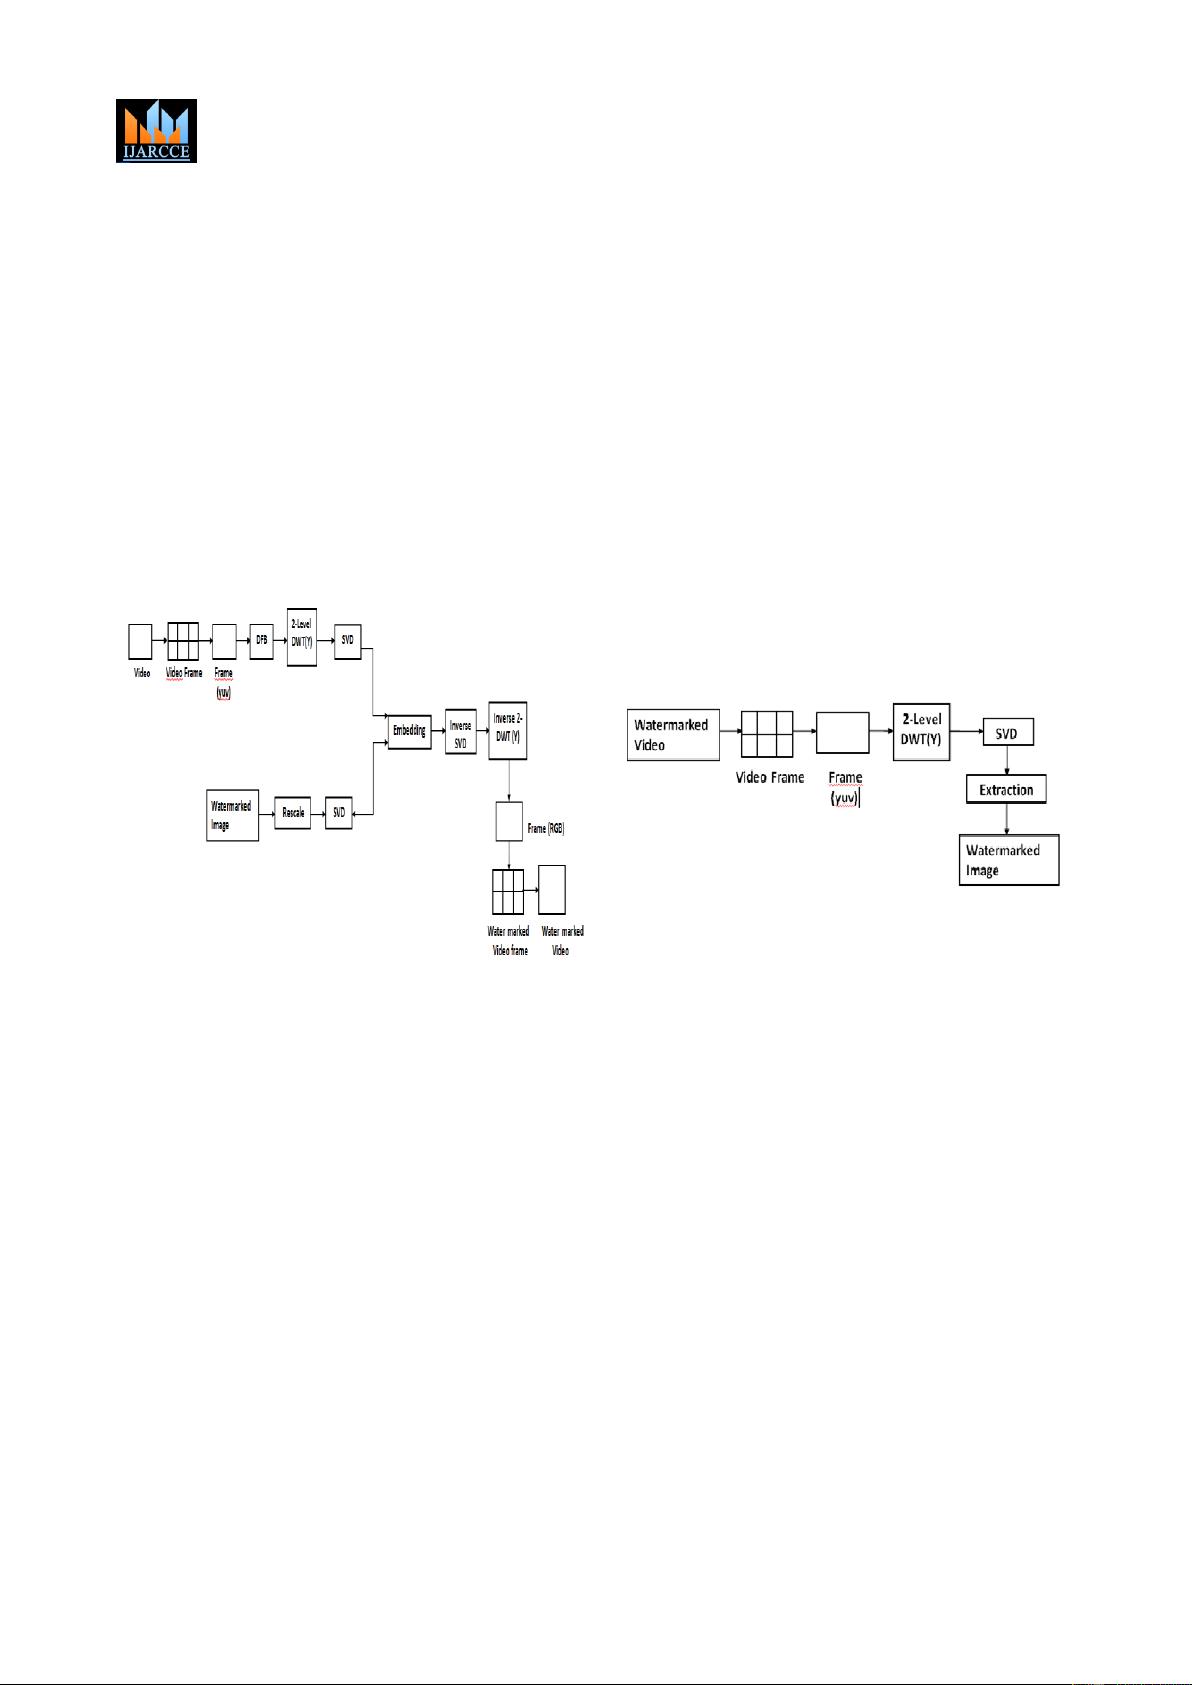 IJARCCE
Video
Video Frame
Frame
(yuv)
DFB
2-Level
DWT(Y)
SVD
Embedding
Inverse
SVD
Inverse 2-
DWT (Y)
Watermarked
Image
Rescale
SVD
Frame (RGB)
Water marked
Video frame
Water marked
Video
Watermarked
Video
Video Frame
Frame
(yuv)
2-Level
DWT(Y)
SVD
Extraction
Watermarked
Image